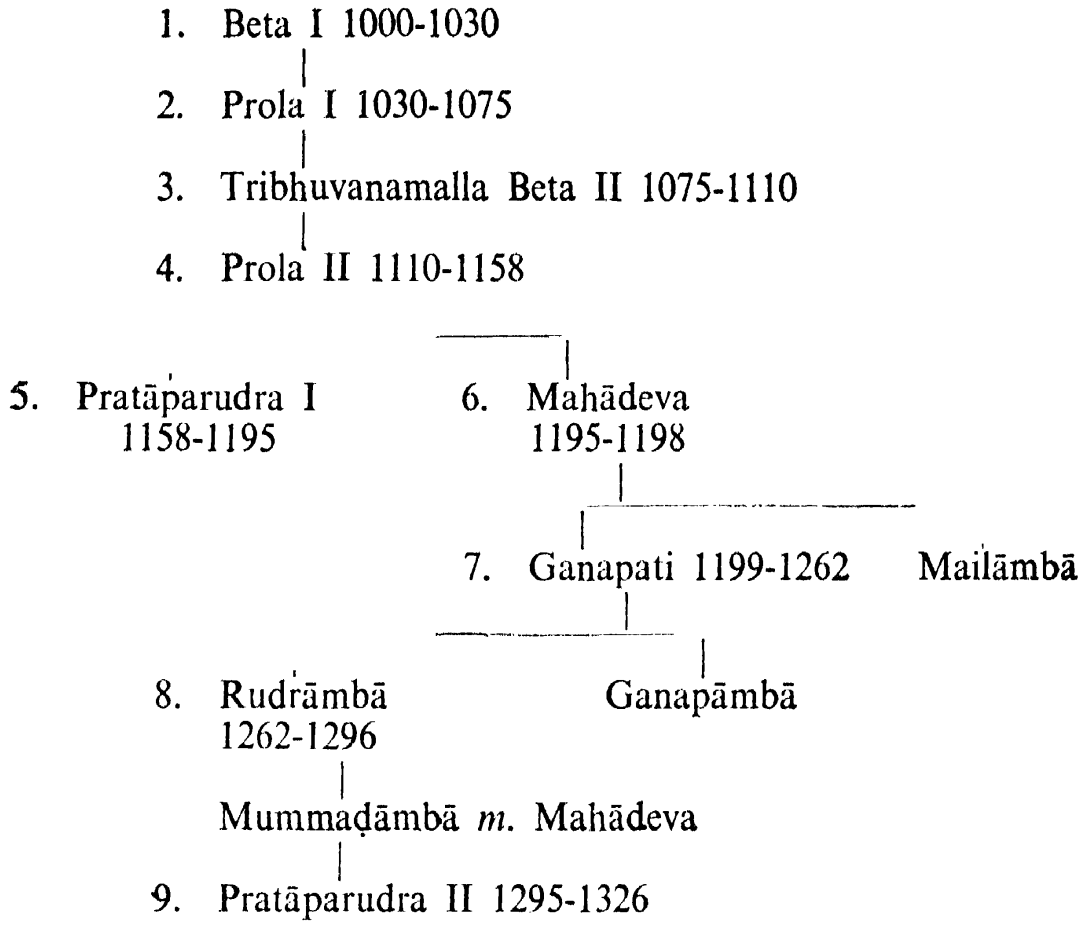 1. Beta I 1000-1030
2. Prola I 1030-1075
3. Tribhuvanamalla Beta II 1075-1110
4. Prola II 1110-1158
5. Pratāparudra I 6. Mahādeva
1158-1195 1195-1198
7. Ganapati 1199-1262 Mailāmbā
8. Rudrāmbā Ganapāmbā
1262-1296
Mummaḍāmbā m. Mahādeva
9. Pratāparudra II 1295-1326